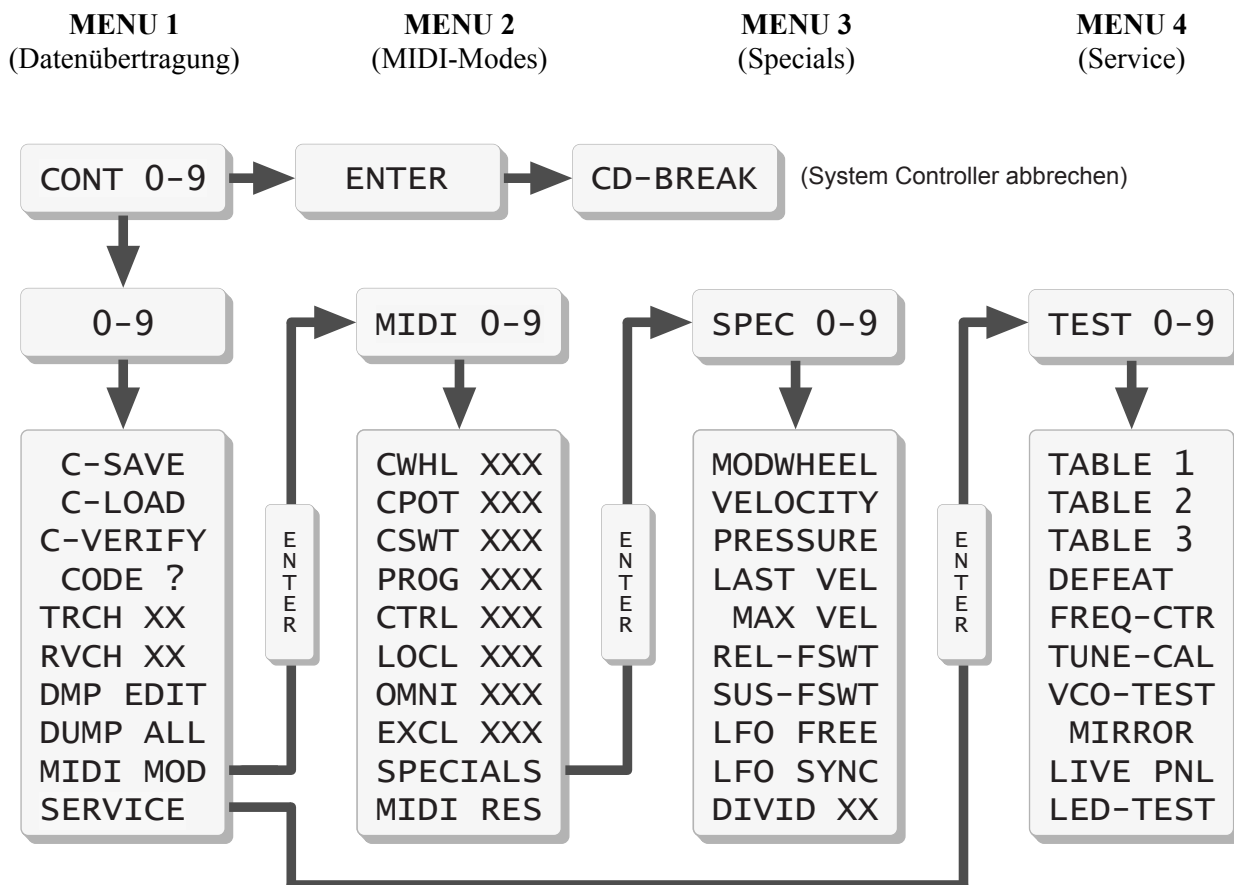 MENU 1
(Datenübertragung)
MENU 2
(MIDI-Modes)
MENU 3
(Specials)
MENU 4
(Service)
CONT 0-9
ENTER
CD-BREAK
(System Controller abbrechen)
0-9
MIDI 0-9
SPEC 0-9
TEST 0-9
C-SAVE
C-LOAD
C-VERIFY
CODE ?
TRCH XX
RVCH XX
DMP EDIT
DUMP ALL
MIDI MOD
SERVICE
ENTER
CWHL XXX
CPOT XXX
CSWT XXX
PROG XXX
CTRL XXX
LOCL XXX
OMNI XXX
EXCL XXX
SPECIALS
MIDI RES
ENTER
MODWHEEL
VELOCITY
PRESSURE
LAST VEL
MAX VEL
REL-FSWT
SUS-FSWT
LFO FREE
LFO SYNC
DIVID XX
ENTER
TABLE 1
TABLE 2
TABLE 3
DEFEAT
FREQ-CTR
TUNE-CAL
VCO-TEST
MIRROR
LIVE PNL
LED-TEST